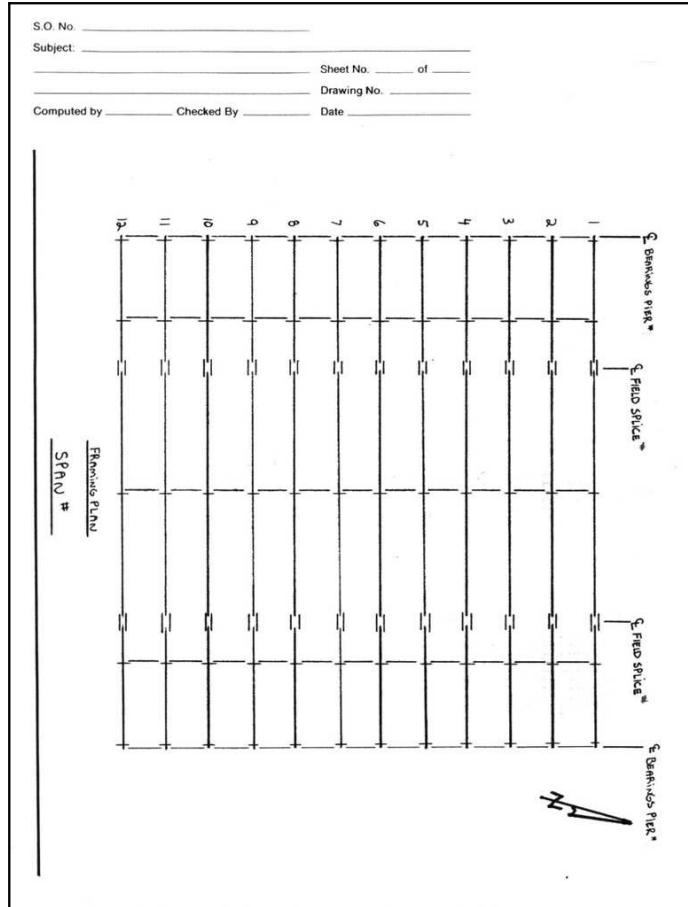 S.O. No.
Subject:
Sheet No. of
Drawing No.
Computed by Checked By Date
12 11 10 9 8 7 6 5 4 3 2 1
℄ BEARINGS PIER #
℄ FIELD SPLICE #
℄ FIELD SPLICE #
℄ BEARINGS PIER #
FRAMING PLAN
SPAN #
N